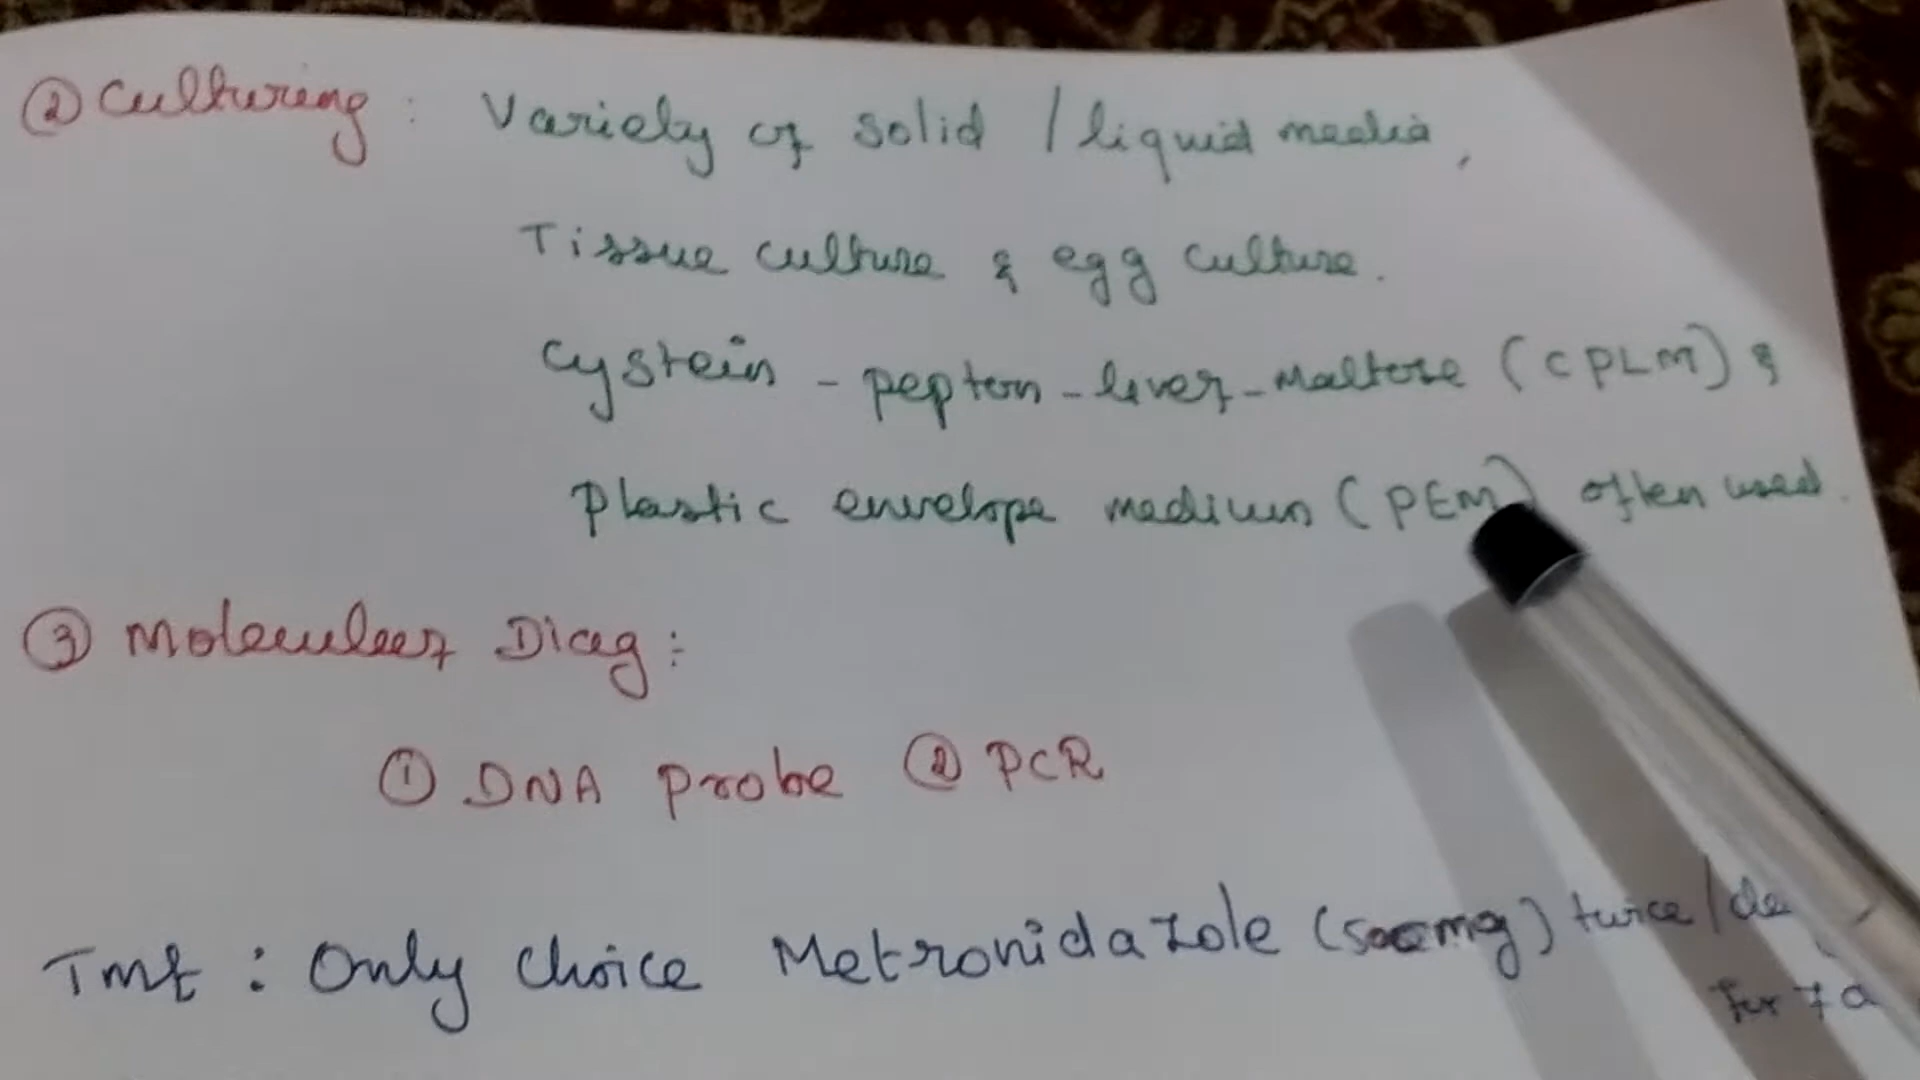 ② Culturing : Variety of solid / liquid media,
Tissue culture & egg culture.
Cystein - pepton - liver - Maltose (CPLM) &
Plastic envelope medium (PEM) often used.
③ Molecular Diag :
① DNA probe ② PCR
Tmt : Only choice Metronidazole (500mg) twice / da
for 7 d